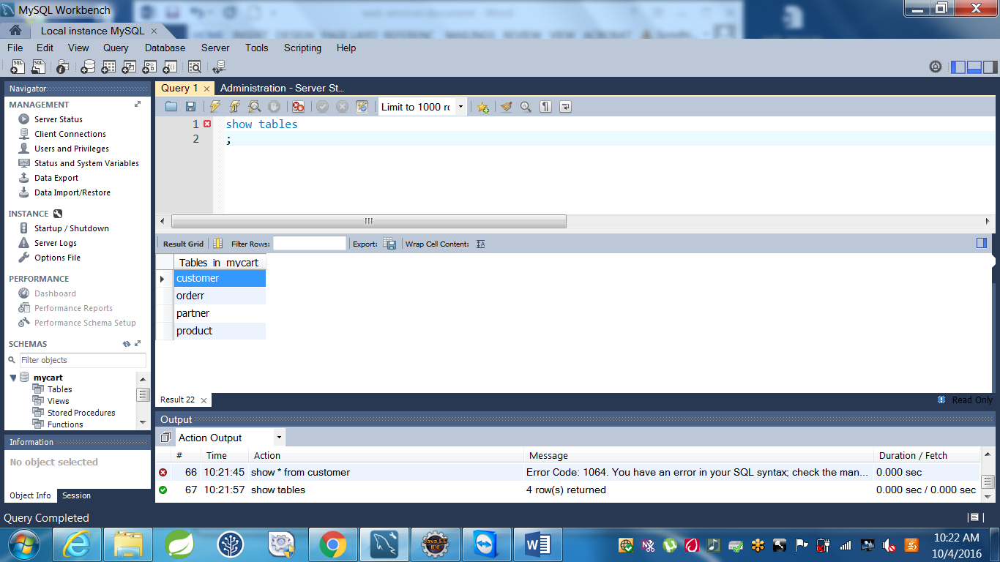 MySQL Workbench
Local instance MySQL ×
File Edit View Query Database Server Tools Scripting Help
Navigator
MANAGEMENT
Server Status
Client Connections
Users and Privileges
Status and System Variables
Data Export
Data Import/Restore
INSTANCE
Startup / Shutdown
Server Logs
Options File
PERFORMANCE
Dashboard
Performance Reports
Performance Schema Setup
SCHEMAS
Filter objects
mycart
Tables
Views
Stored Procedures
Functions
Information
No object selected
Object Info Session
Query 1 × Administration - Server St...
Limit to 1000 rc
1 show tables
2 ;
Result Grid Filter Rows: Export: Wrap Cell Content:
Tables_in_mycart
customer
orderr
partner
product
Result 22 × Read Only
Output
Action Output
# Time Action Message Duration / Fetch
66 10:21:45 show * from customer Error Code: 1064. You have an error in your SQL syntax; check the man... 0.000 sec
67 10:21:57 show tables 4 row(s) returned 0.000 sec / 0.000 sec
Query Completed
10:22 AM
10/4/2016